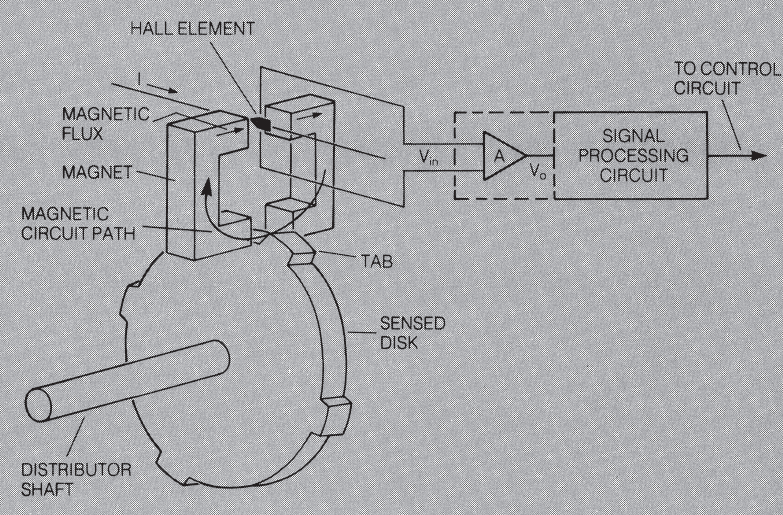 HALL ELEMENT
I
MAGNETIC
FLUX
MAGNET
MAGNETIC
CIRCUIT PATH
TO CONTROL
CIRCUIT
Vin
A
Vo
SIGNAL
PROCESSING
CIRCUIT
TAB
SENSED
DISK
DISTRIBUTOR
SHAFT